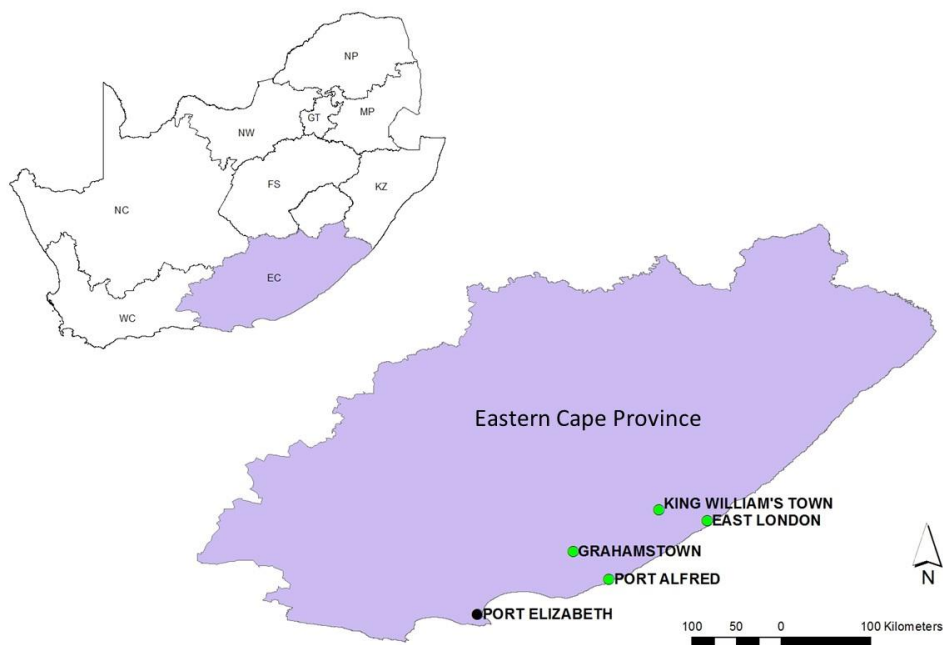 NP
MP
GT
NW
FS
KZ
NC
EC
WC
Eastern Cape Province
KING WILLIAM'S TOWN
EAST LONDON
GRAHAMSTOWN
PORT ALFRED
PORT ELIZABETH
N
100 50 0 100 Kilometers